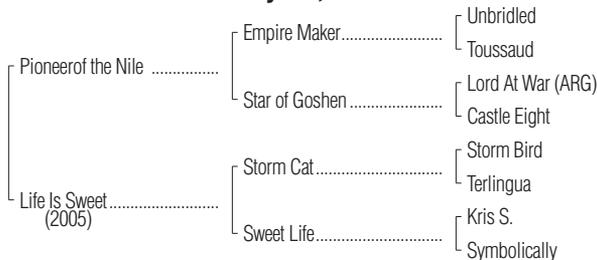 Unbridled
Empire Maker....................
Toussaud
Pioneerof the Nile ..............
Lord At War (ARG)
Star of Goshen ...................
Castle Eight
Storm Bird
Storm Cat..........................
Terlingua
Life Is Sweet.......................
(2005)
Kris S.
Sweet Life..........................
Symbolically